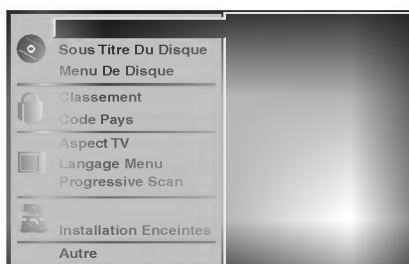 Sous Titre Du Disque
Menu De Disque
Classement
Code Pays
Aspect TV
Langage Menu
Progressive Scan
Installation Enceintes
Autre